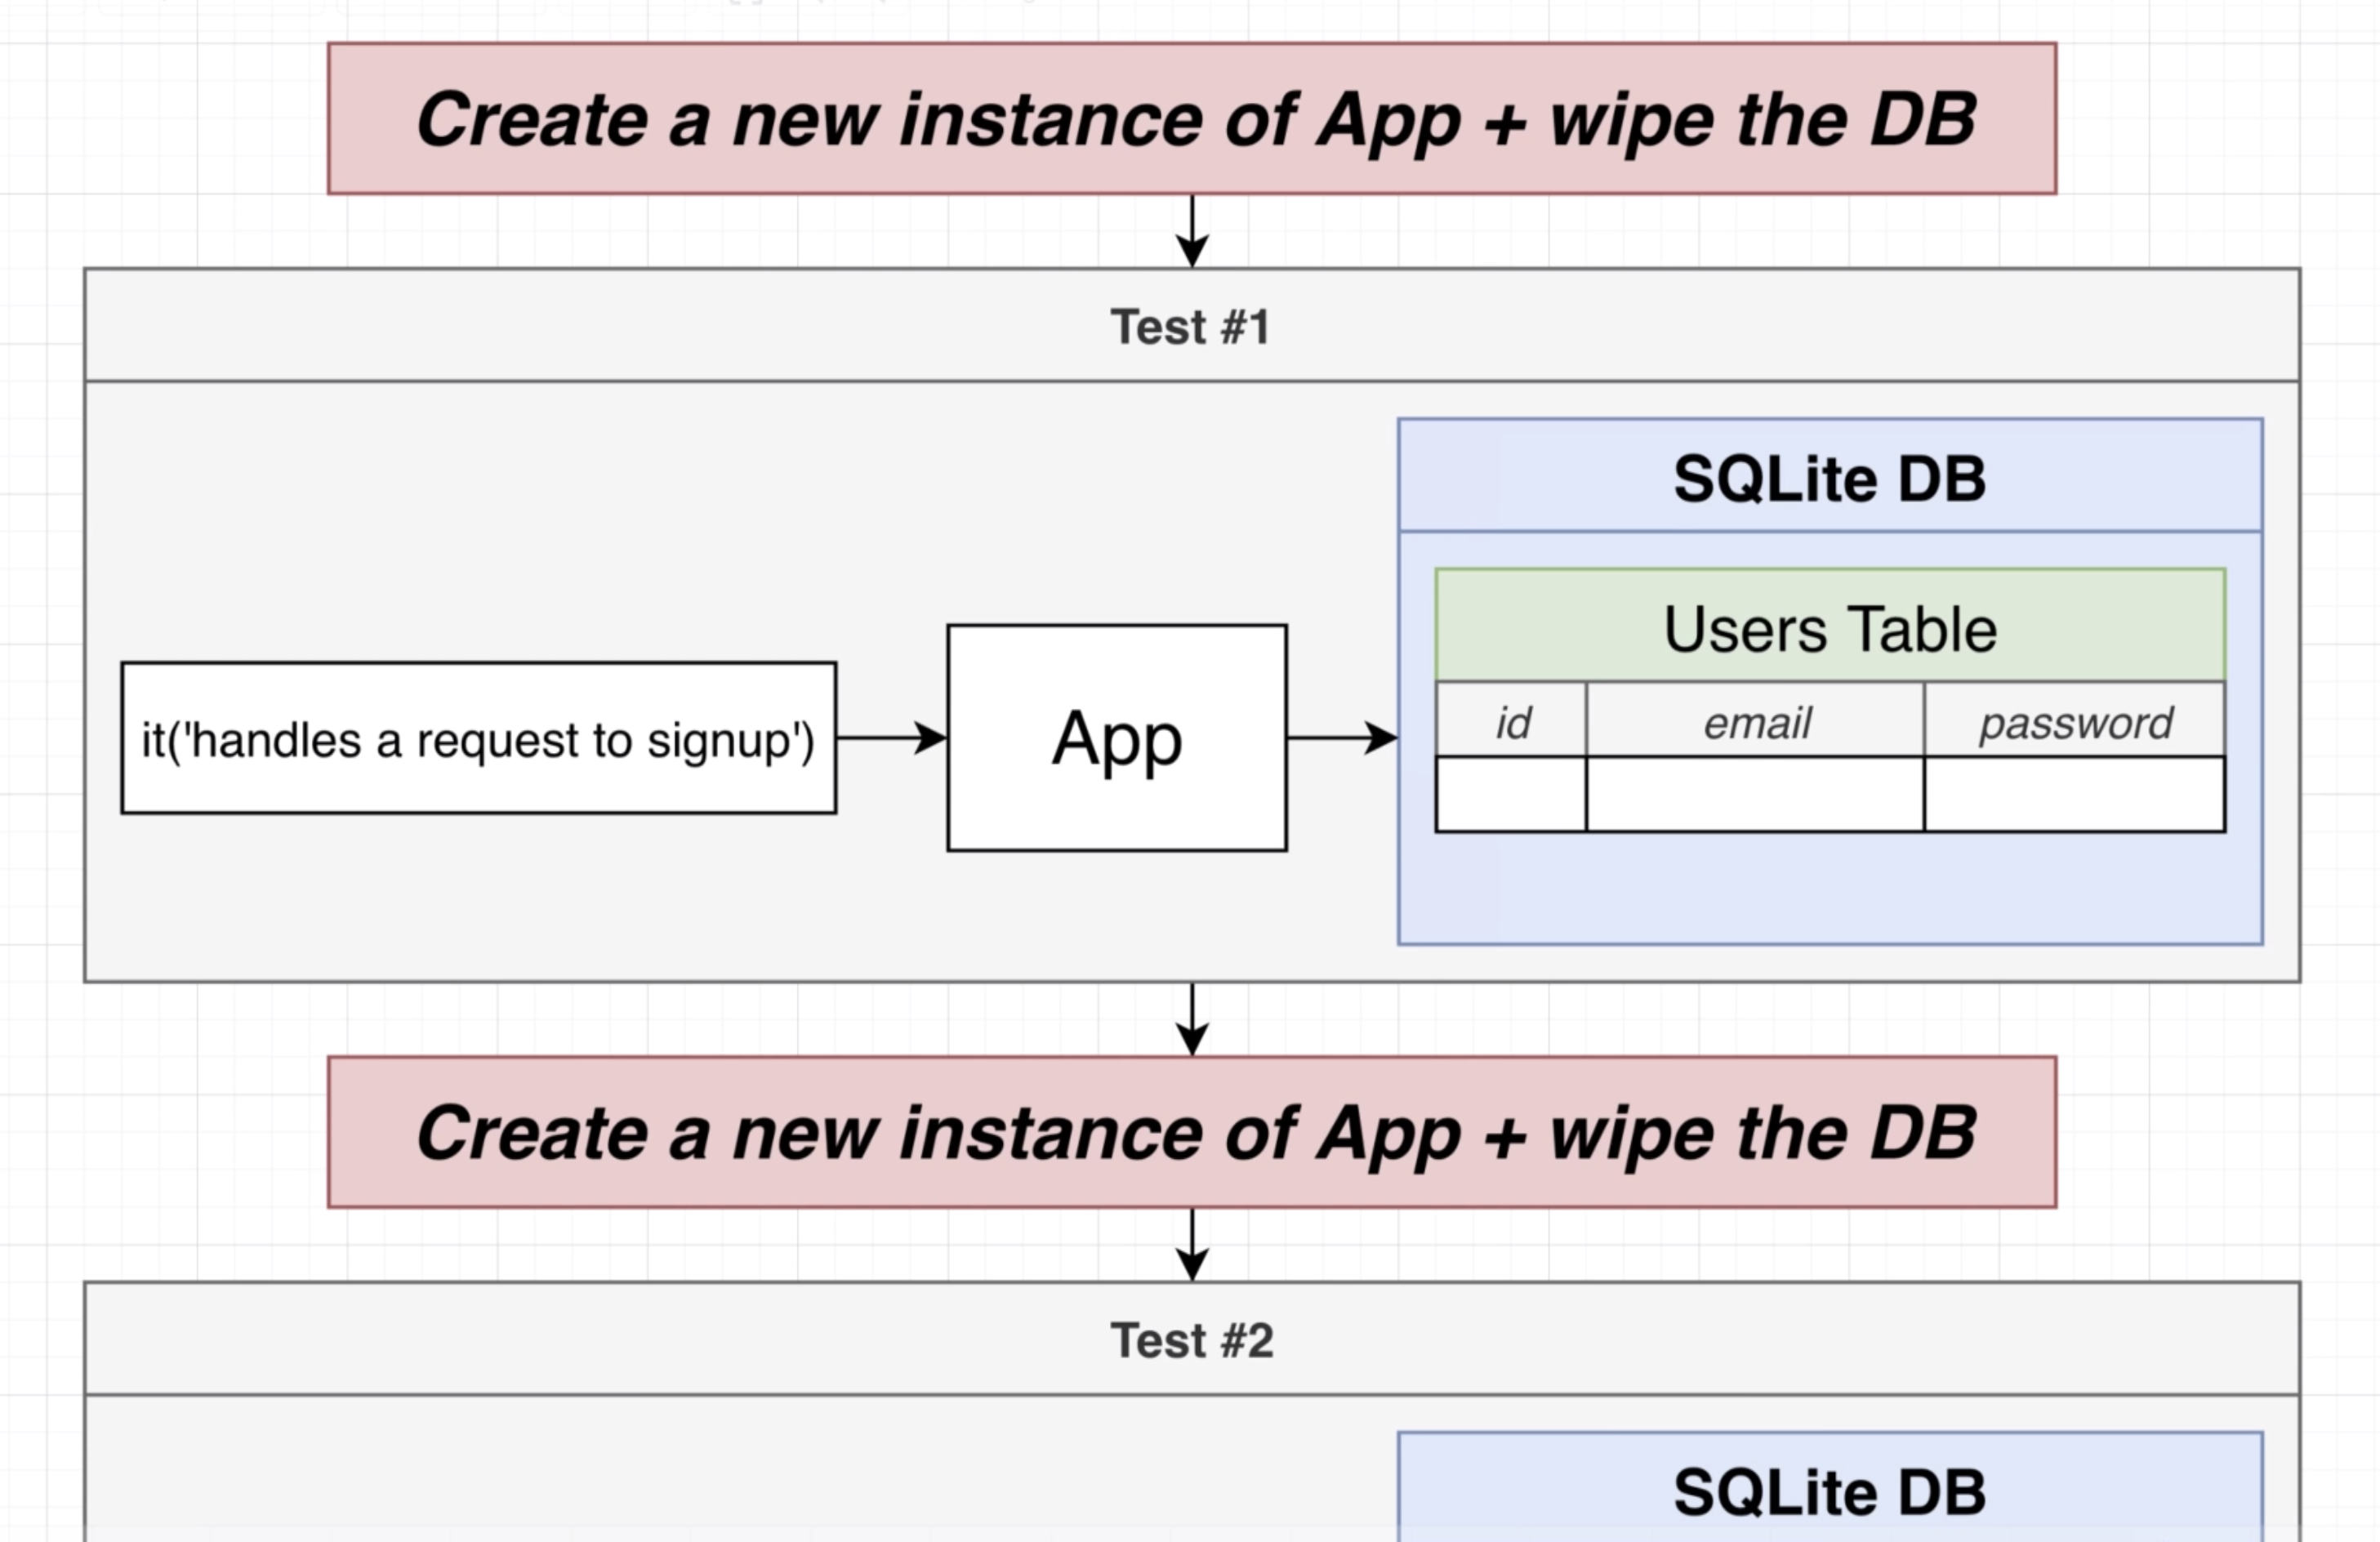 Create a new instance of App + wipe the DB
Test #1
SQLite DB
Users Table
id email password
it('handles a request to signup')
App
Create a new instance of App + wipe the DB
Test #2
SQLite DB